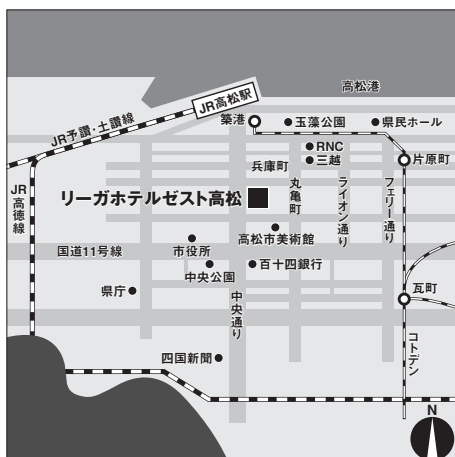 高松港
JR高松駅
築港
玉藻公園
県民ホール
JR予讃・土讃線
RNC
三越
片原町
兵庫町
JR高徳線
リーガホテルゼスト高松
丸亀町
ライオン通り
フェリー通り
高松市美術館
国道11号線
市役所
中央公園
百十四銀行
県庁
中央通り
瓦町
コトデン
四国新聞
N